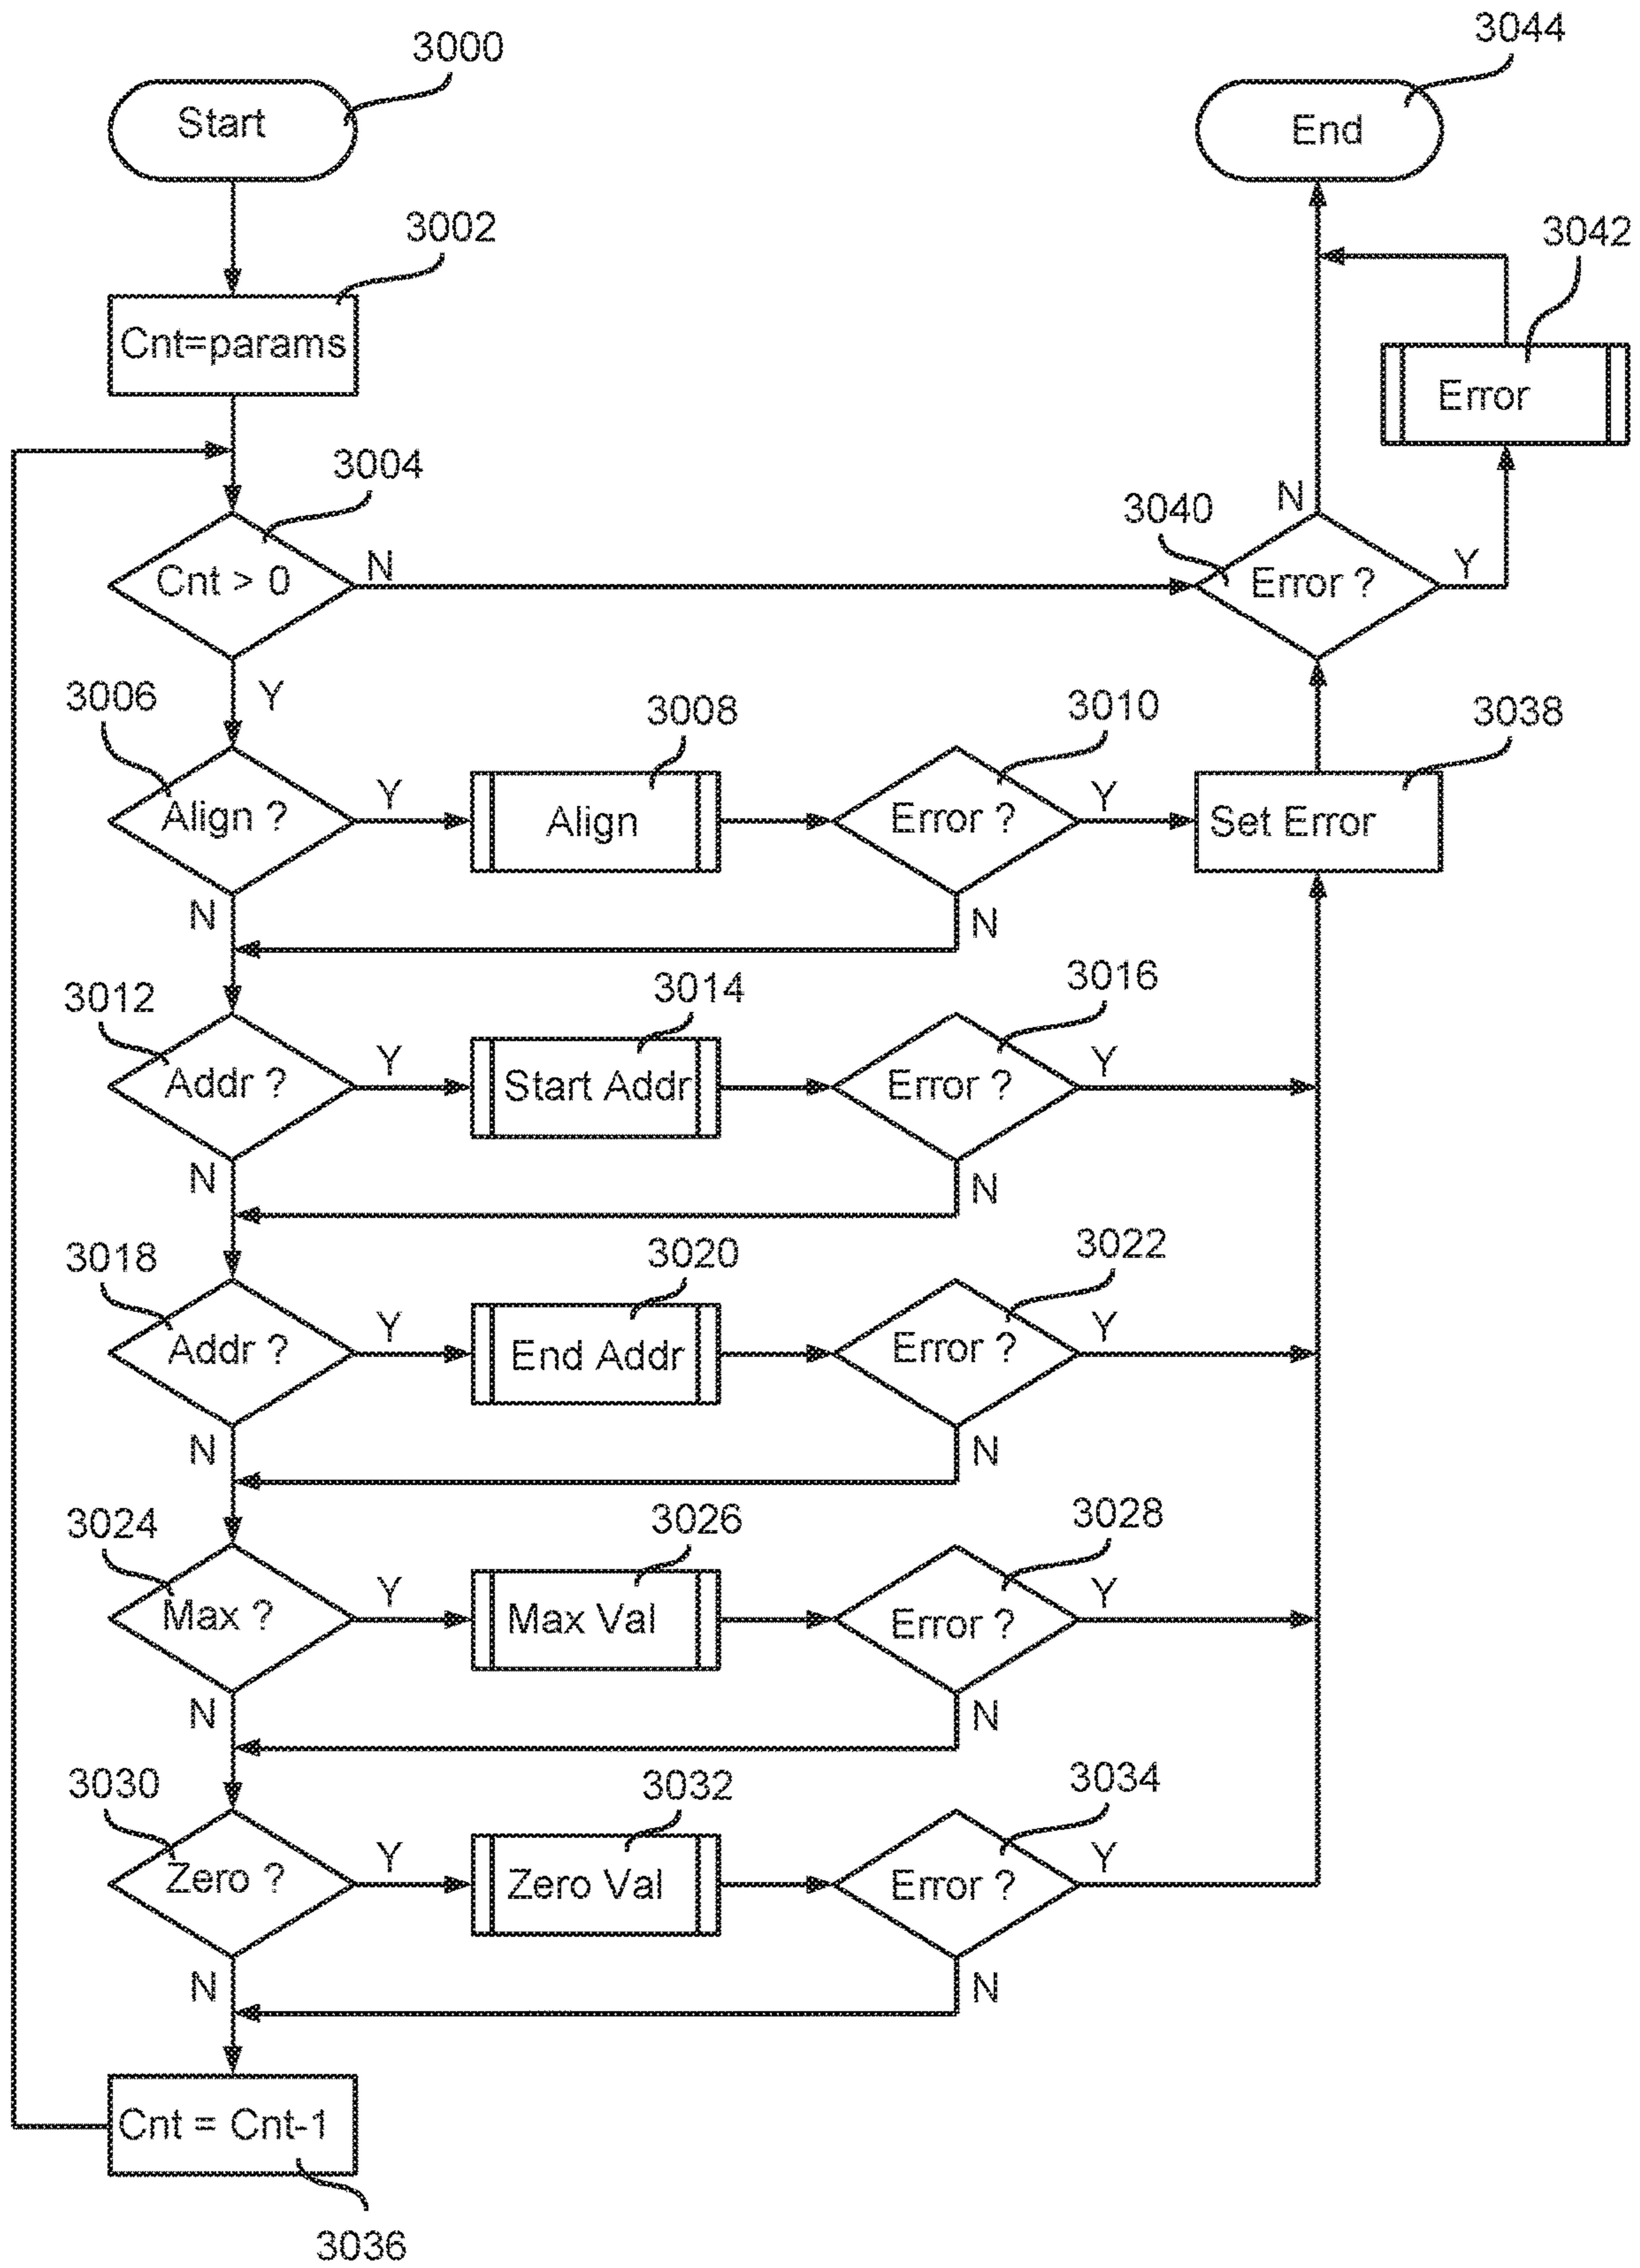 3000
Start
3044
End
3002
Cnt=params
3042
Error
3004
Cnt > 0
N
3040
Error ?
N
Y
Y
3006
Align ?
Y
3008
Align
3010
Error ?
Y
3038
Set Error
N
N
3012
Addr ?
Y
3014
Start Addr
3016
Error ?
Y
N
N
3018
Addr ?
Y
3020
End Addr
3022
Error ?
Y
N
N
3024
Max ?
Y
3026
Max Val
3028
Error ?
Y
N
N
3030
Zero ?
Y
3032
Zero Val
3034
Error ?
Y
N
N
Cnt = Cnt-1
3036